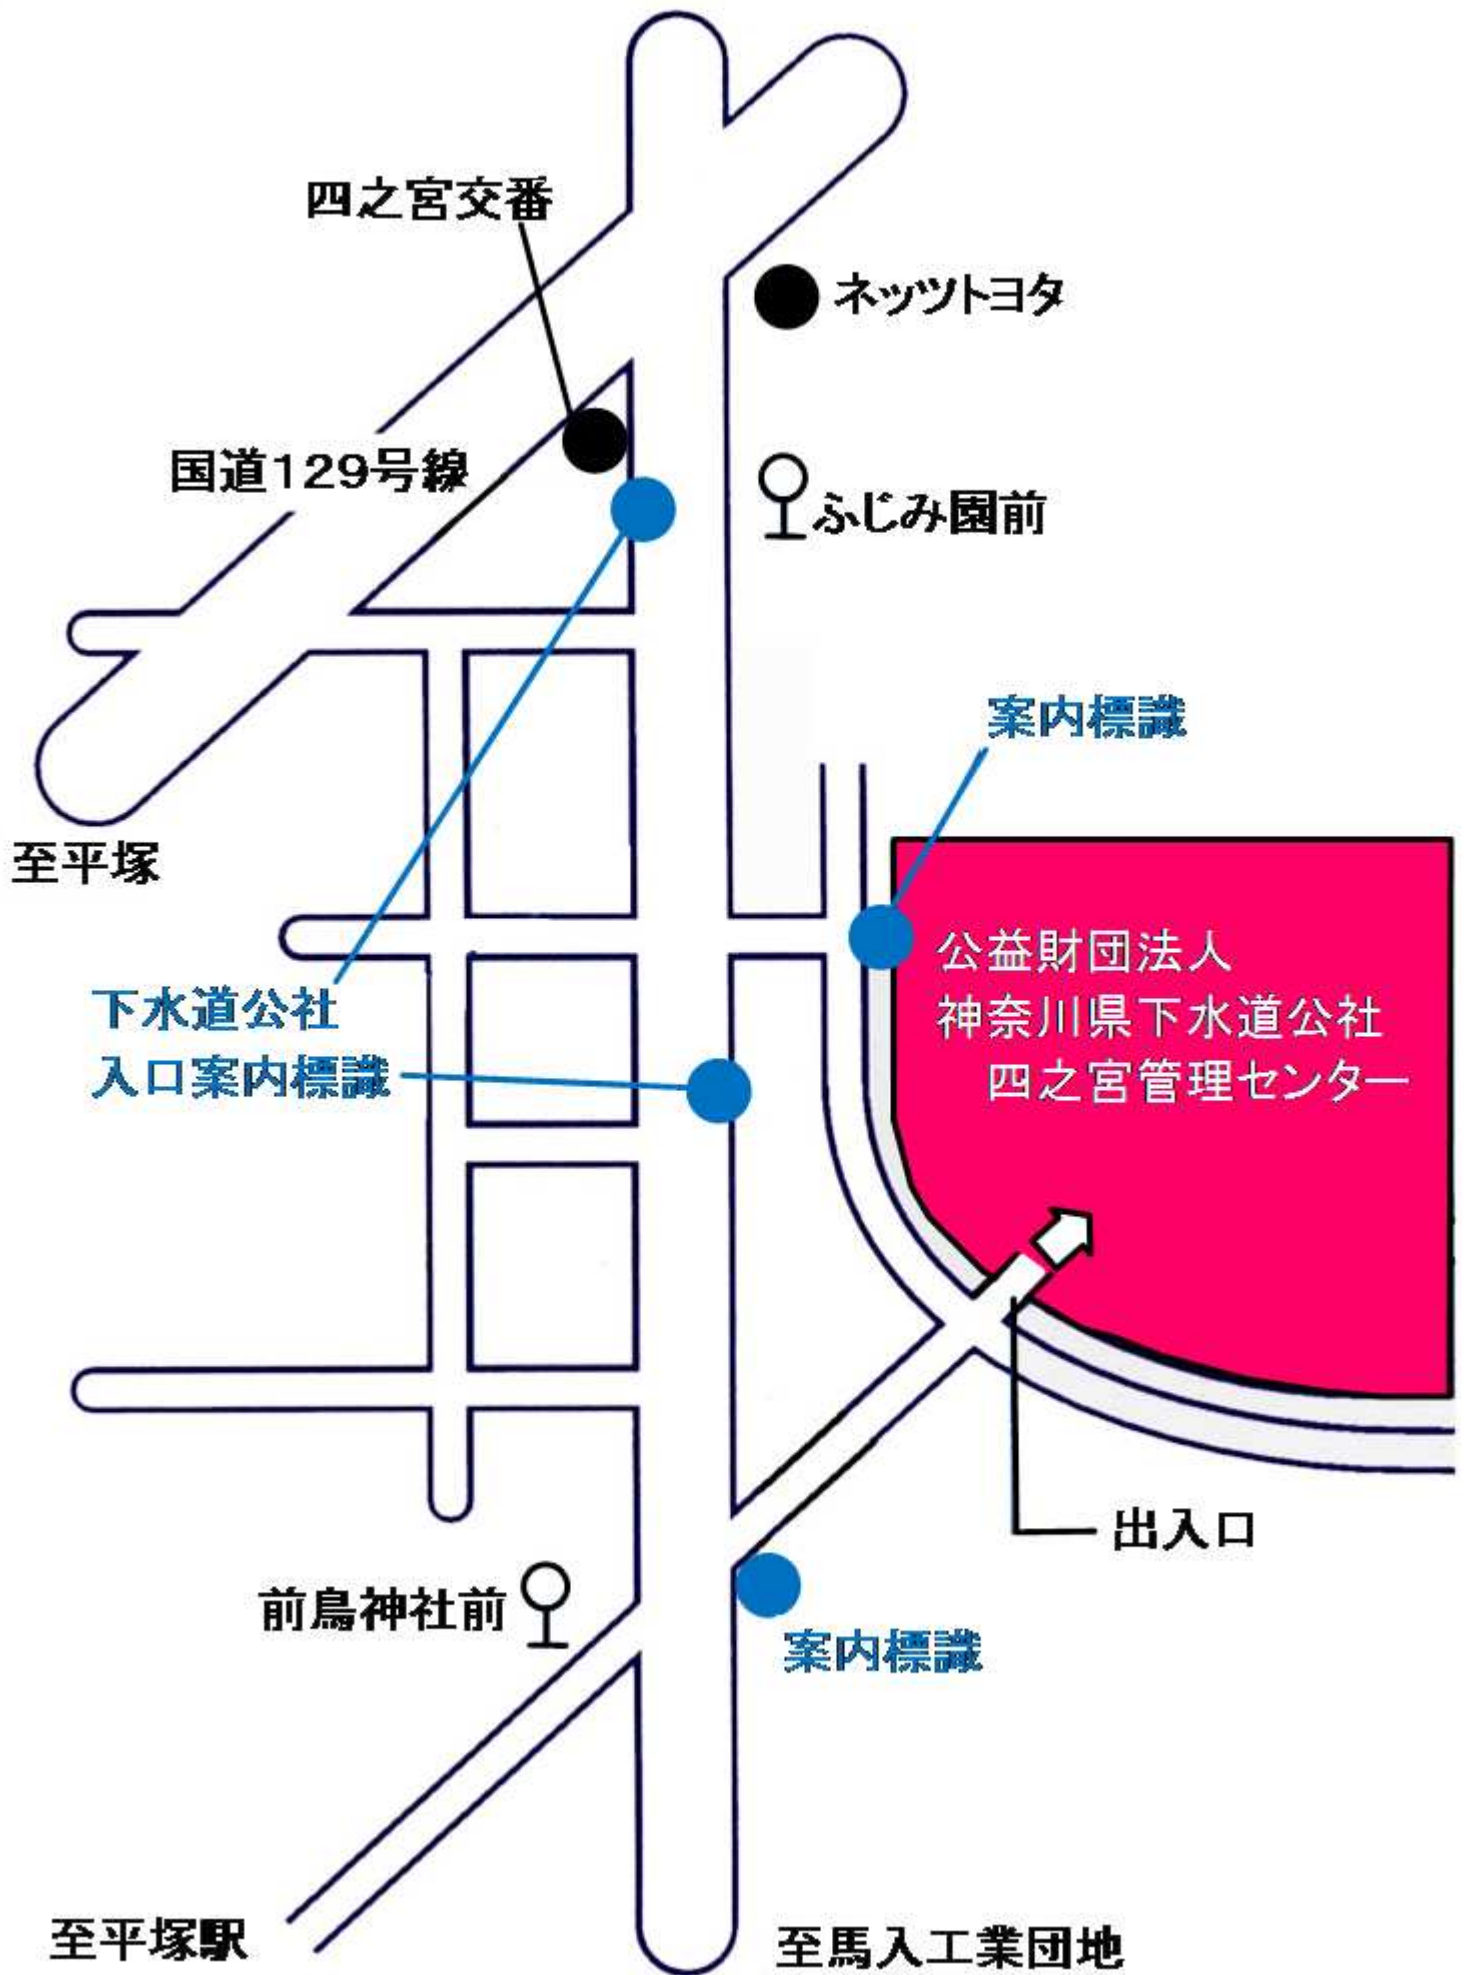 四之宮交番
ネッツトヨタ
国道129号線
ふじみ園前
案内標識
至平塚
公益財団法人
神奈川県下水道公社
四之宮管理センター
下水道公社
入口案内標識
出入口
前鳥神社前
案内標識
至平塚駅
至馬入工業団地